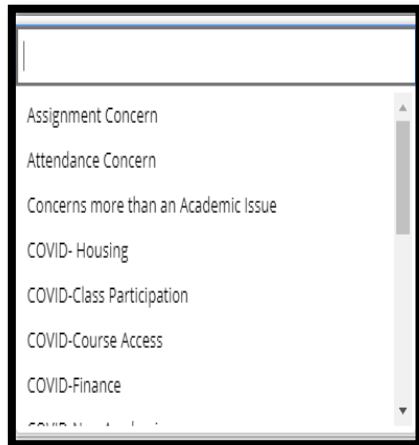 Assignment Concern
Attendance Concern
Concerns more than an Academic Issue
COVID- Housing
COVID-Class Participation
COVID-Course Access
COVID-Finance